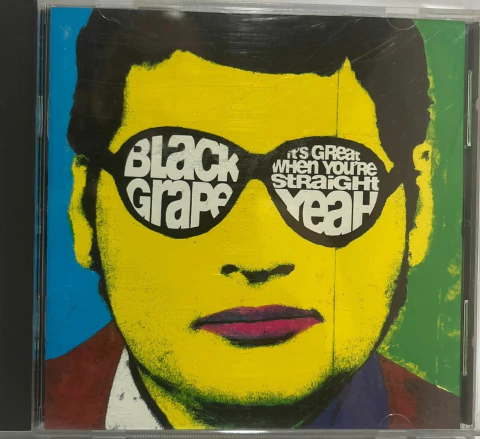 BLack
GRape
it's GReat
WHen YOU'RE
StRaiGHt
YeaH